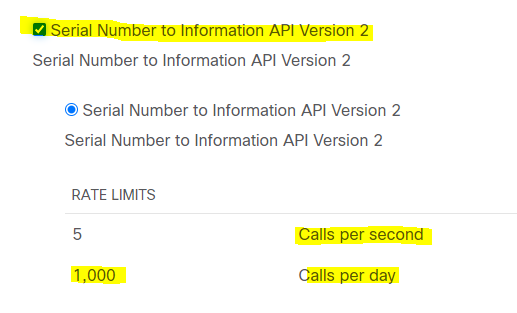 Serial Number to Information API Version 2
Serial Number to Information API Version 2
Serial Number to Information API Version 2
Serial Number to Information API Version 2
RATE LIMITS
5 Calls per second
1,000 Calls per day